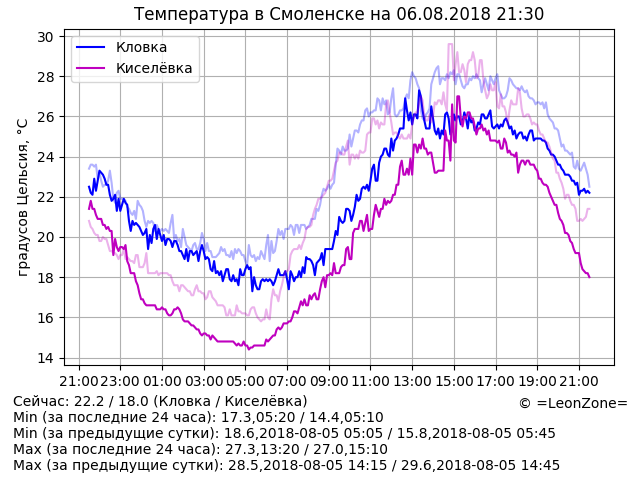 Температура в Смоленске на 06.08.2018 21:30
градусов Цельсия, °C
30
28
26
24
22
20
18
16
14
Кловка
Киселёвка
21:00 23:00 01:00 03:00 05:00 07:00 09:00 11:00 13:00 15:00 17:00 19:00 21:00
Сейчас: 22.2 / 18.0 (Кловка / Киселёвка)
© =LeonZone=
Min (за последние 24 часа): 17.3,05:20 / 14.4,05:10
Min (за предыдущие сутки): 18.6,2018-08-05 05:05 / 15.8,2018-08-05 05:45
Max (за последние 24 часа): 27.3,13:20 / 27.0,15:10
Max (за предыдущие сутки): 28.5,2018-08-05 14:15 / 29.6,2018-08-05 14:45